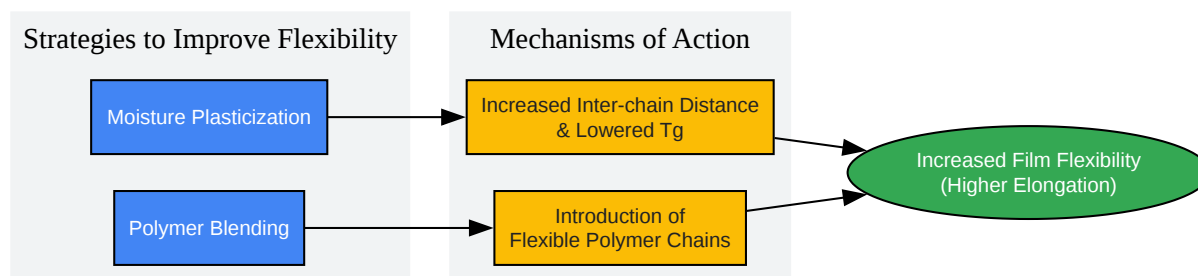 Strategies to Improve Flexibility
Mechanisms of Action
Moisture Plasticization
Increased Inter-chain Distance
& Lowered Tg
Increased Film Flexibility
(Higher Elongation)
Polymer Blending
Introduction of
Flexible Polymer Chains